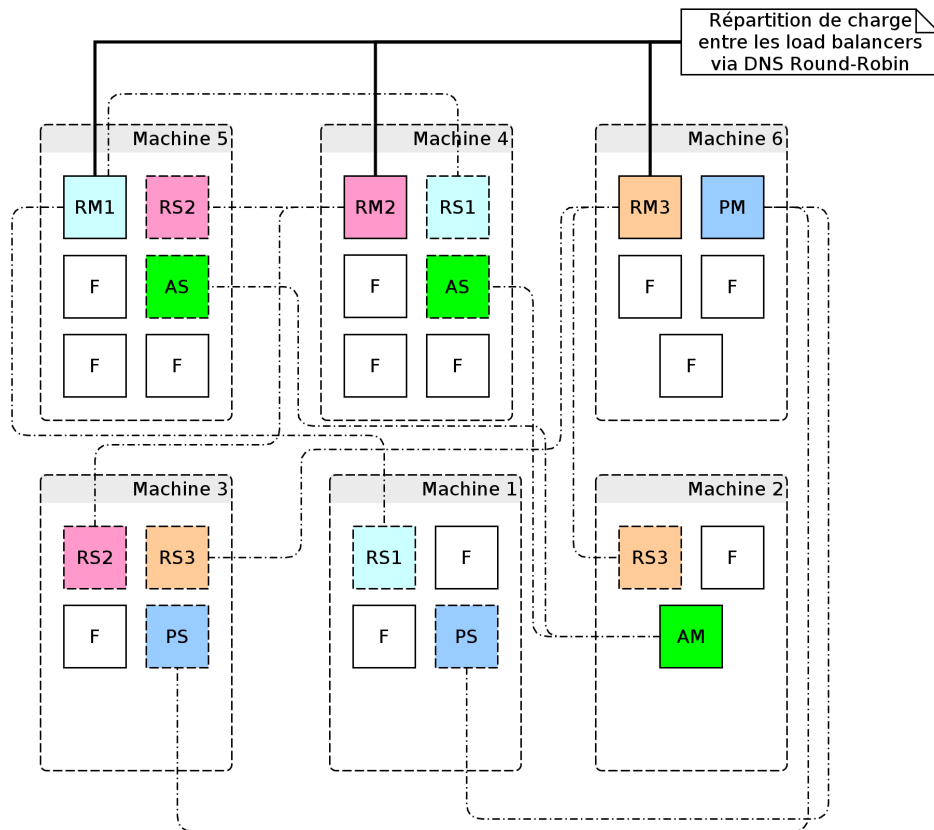 Répartition de charge
entre les load balancers
via DNS Round-Robin
Machine 5
RM1
RS2
F
AS
F
F
Machine 4
RM2
RS1
F
AS
F
F
Machine 6
RM3
PM
F
F
F
Machine 3
RS2
RS3
F
PS
Machine 1
RS1
F
F
PS
Machine 2
RS3
F
AM